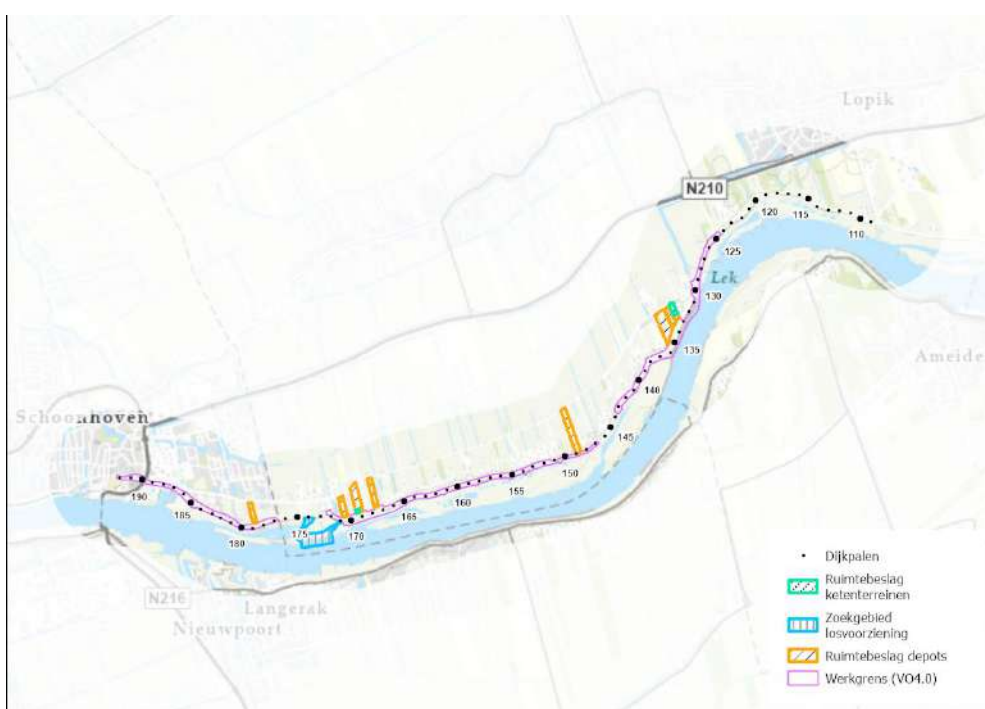 Lopik
N210
120
115
110
125
Lek
130
135
Ameide
140
Schoonhoven
145
150
190
155
160
185
165
175
170
180
N216
Langerak
Nieuwpoort
Dijkpalen
Ruimtebeslag
ketenterreinen
Zoekgebied
losvoorziening
Ruimtebeslag depots
Werkgrens (VO4.0)